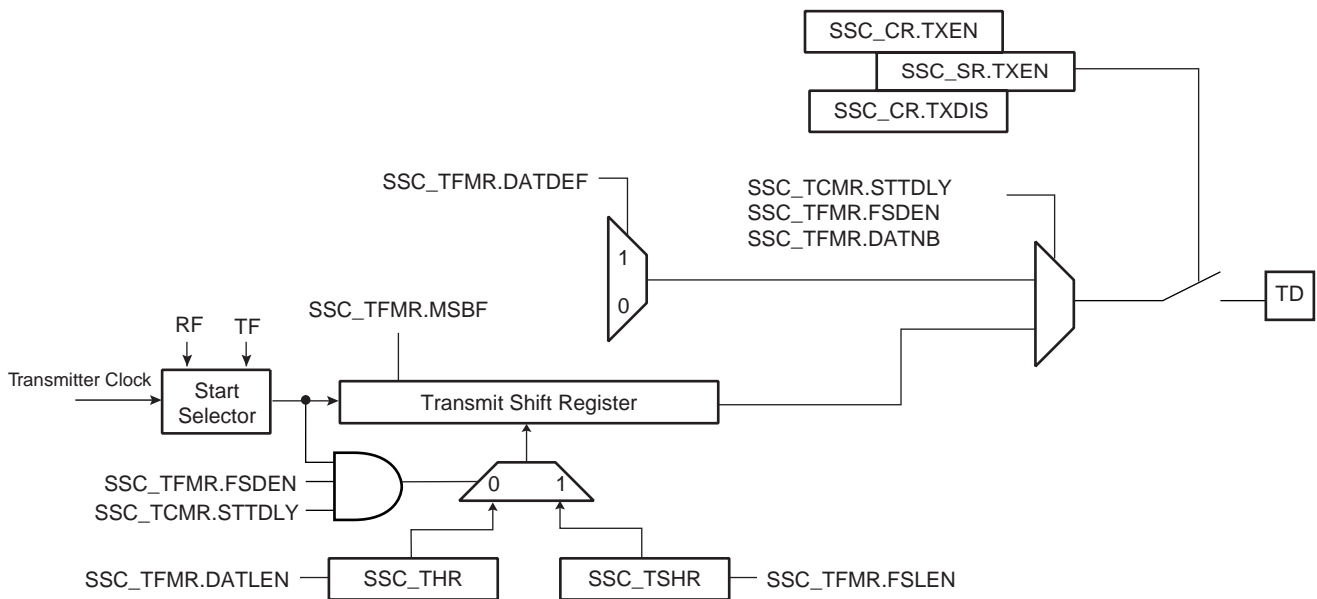 SSC_CR.TXEN
SSC_SR.TXEN
SSC_CR.TXDIS
SSC_TFMR.DATDEF
SSC_TCMR.STTDLY
SSC_TFMR.FSDEN
SSC_TFMR.DATNB
1
0
TD
SSC_TFMR.MSBF
RF
TF
Transmitter Clock
Start
Selector
Transmit Shift Register
SSC_TFMR.FSDEN
SSC_TCMR.STTDLY
0
1
SSC_TFMR.DATLEN
SSC_THR
SSC_TSHR
SSC_TFMR.FSLEN